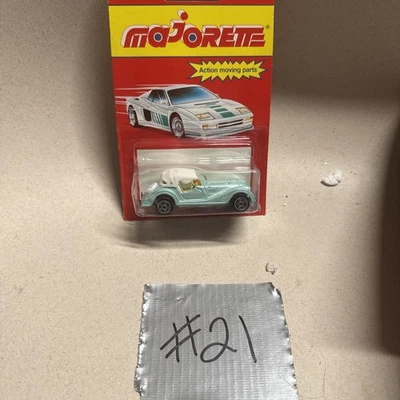 MAJORETTE
Action moving parts
#21